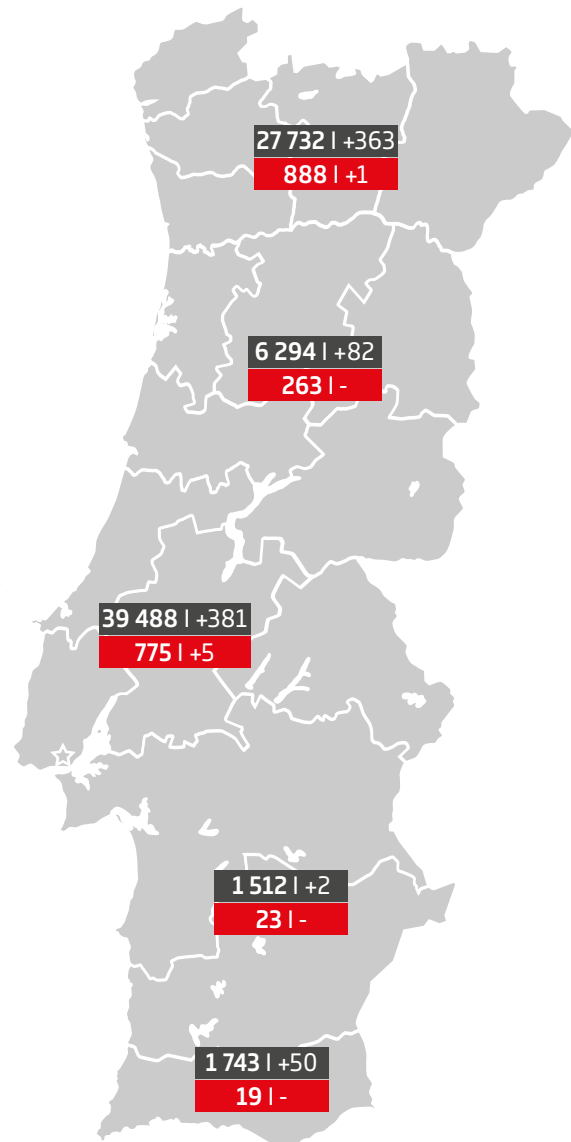 27 732 | +363
888 | +1
6 294 | +82
263 | -
39 488 | +381
775 | +5
1 512 | +2
23 | -
1 743 | +50
19 | -